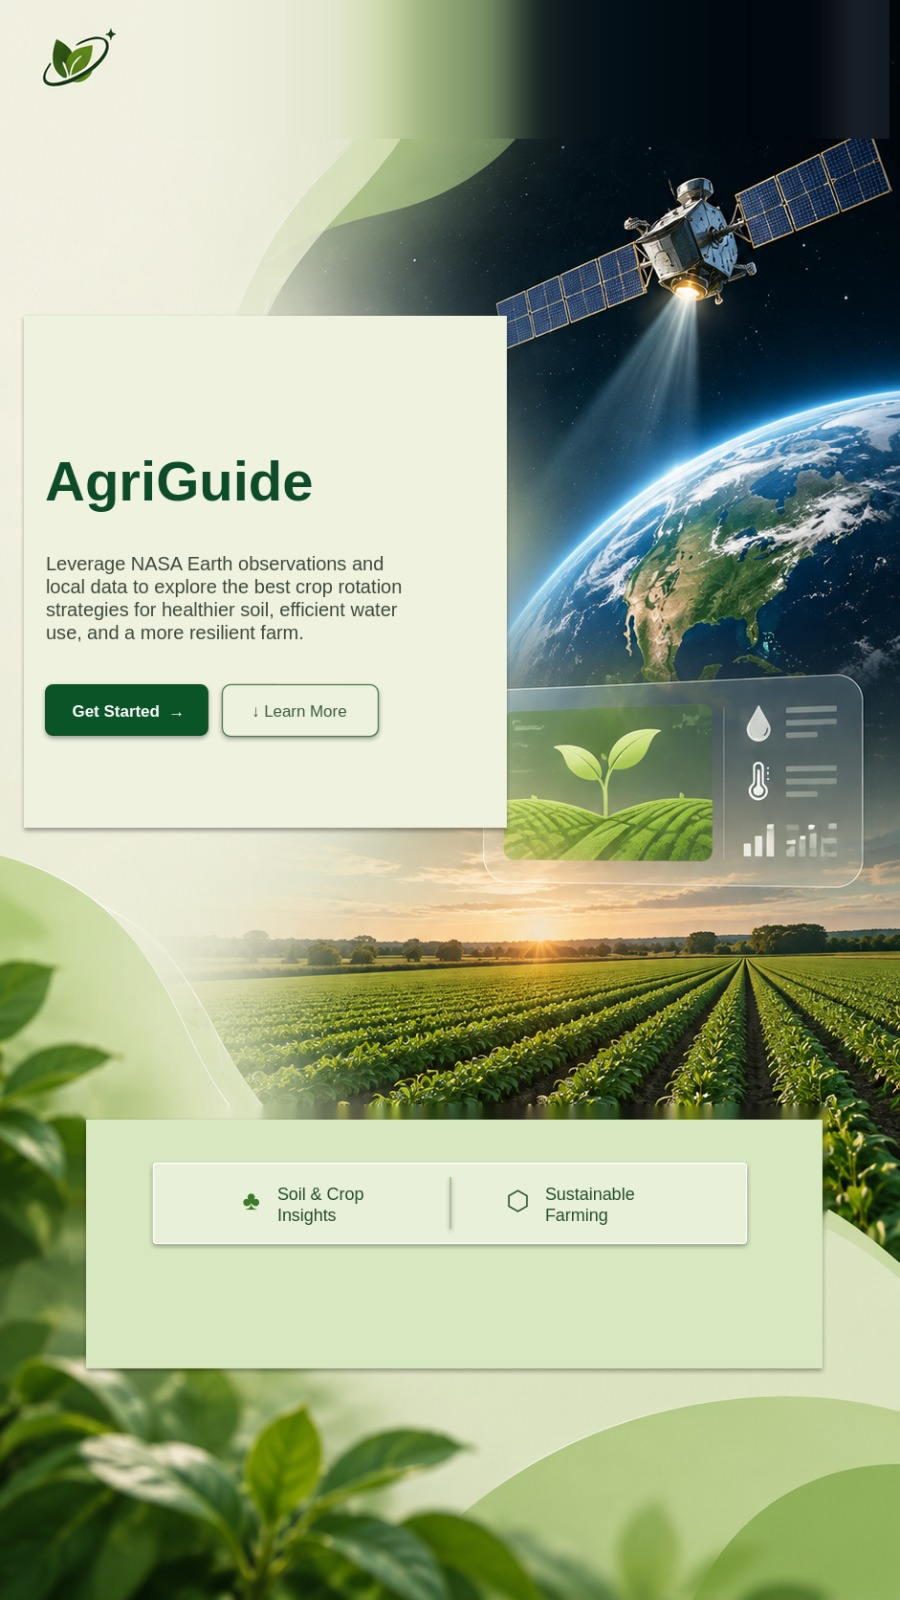 AgriGuide
Leverage NASA Earth observations and
local data to explore the best crop rotation
strategies for healthier soil, efficient water
use, and a more resilient farm.
Get Started →
↓ Learn More
Soil & Crop
Insights
Sustainable
Farming